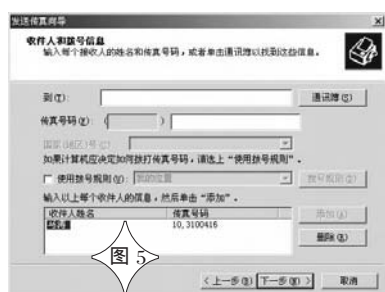 发送传真向导
收件人和拨号信息
输入每个接收人的姓名和传真号码，或者单击通讯簿以找到这些信息。
到(T)：
通讯簿(S)
传真号码(F)：( )
国家(地区)号(C)：
如果计算机应决定如何拨打传真号码，请选上“使用拨号规则”。
使用拨号规则(U)： 我的位置
拨号规则(D)
输入以上每个收件人的信息，然后单击“添加”。
收件人姓名 传真号码
添加(A)
10, 3100416
删除(R)
图 5
< 上一步(B) 下一步(N) > 取消